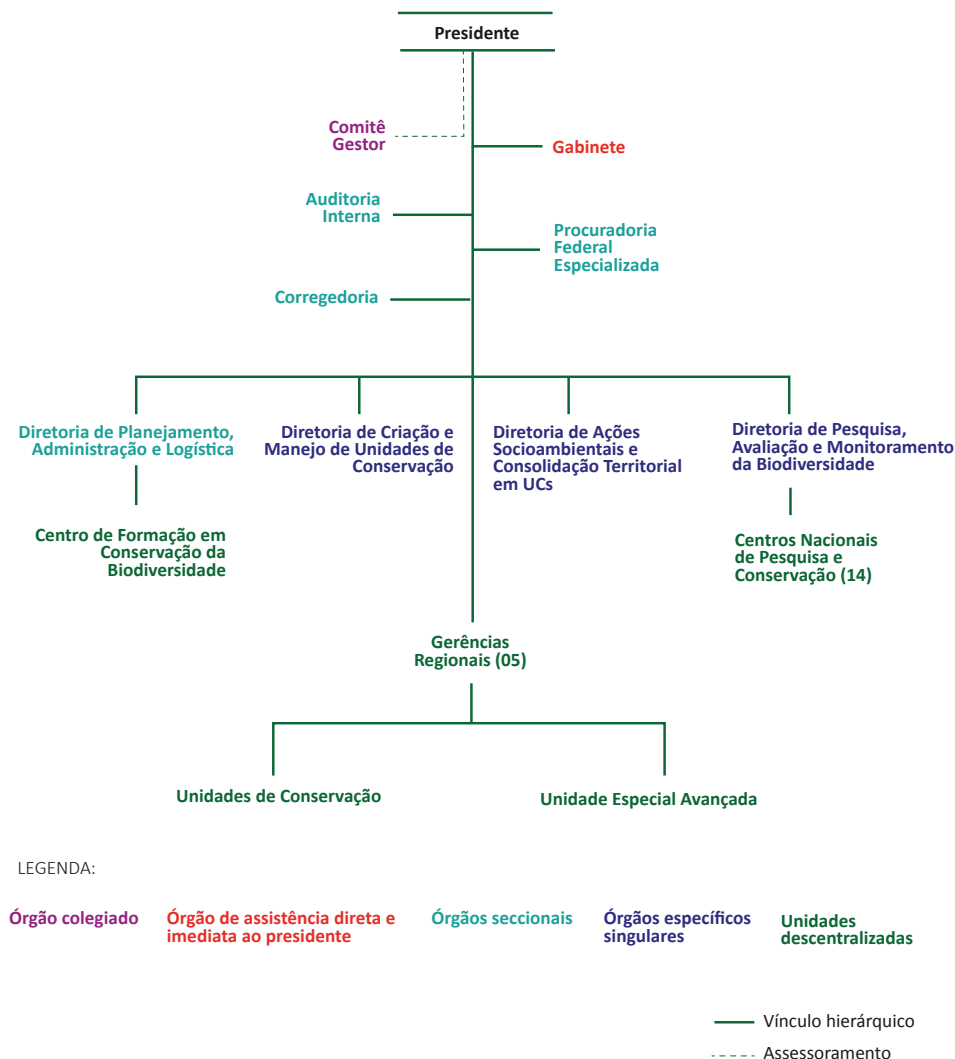 Presidente
Comitê
Gestor
Gabinete
Auditoria
Interna
Procuradoria
Federal
Especializada
Corregedoria
Diretoria de Planejamento,
Administração e Logística
Diretoria de Criação e
Manejo de Unidades de
Conservação
Diretoria de Ações
Socioambientais e
Consolidação Territorial
em UCs
Diretoria de Pesquisa,
Avaliação e Monitoramento
da Biodiversidade
Centro de Formação em
Conservação da
Biodiversidade
Centros Nacionais
de Pesquisa e
Conservação (14)
Gerências
Regionais (05)
Unidades de Conservação
Unidade Especial Avançada
LEGENDA:
Órgão colegiado
Órgão de assistência direta e
imediata ao presidente
Órgãos seccionais
Órgãos específicos
singulares
Unidades
descentralizadas
Vínculo hierárquico
Assessoramento